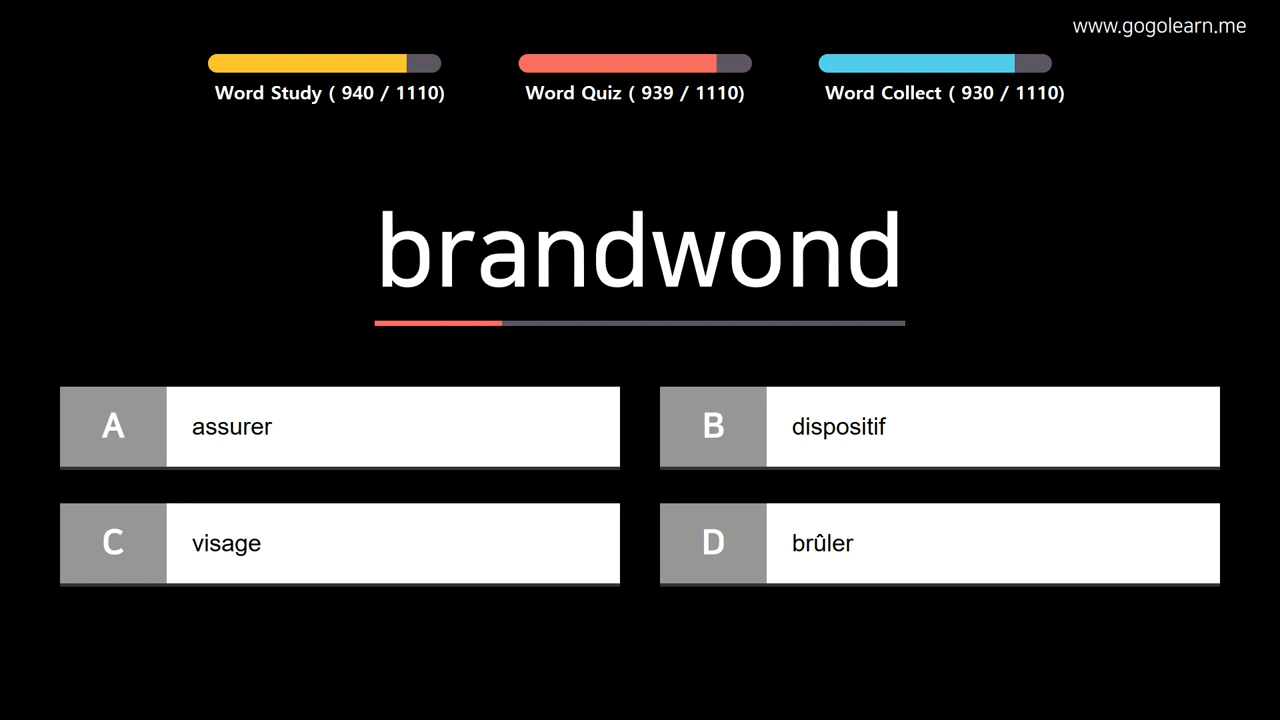 www.gogolearn.me
Word Study ( 940 / 1110)
Word Quiz ( 939 / 1110)
Word Collect ( 930 / 1110)
brandwond
A assurer
B dispositif
C visage
D brûler